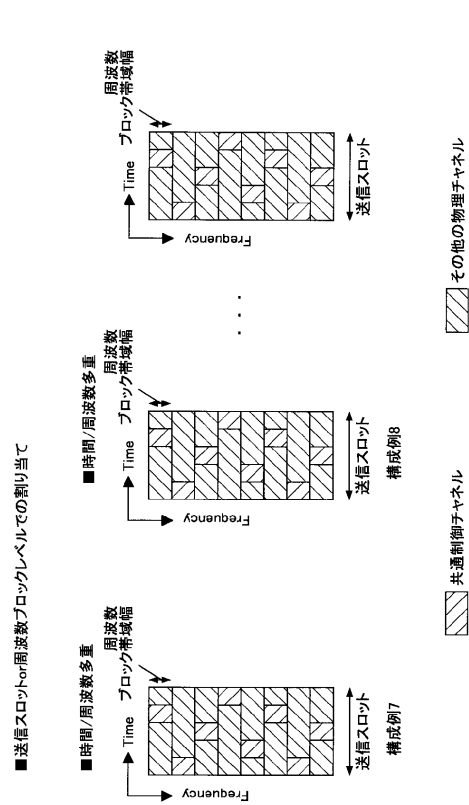 ■送信スロットor周波数ブロックレベルでの割り当て
■時間/周波数多重
周波数
ブロック帯域幅
Time
Frequency
送信スロット
構成例7
■時間/周波数多重
周波数
ブロック帯域幅
Time
Frequency
送信スロット
構成例8
・・・
周波数
ブロック帯域幅
Time
Frequency
送信スロット
共通制御チャネル
その他の物理チャネル